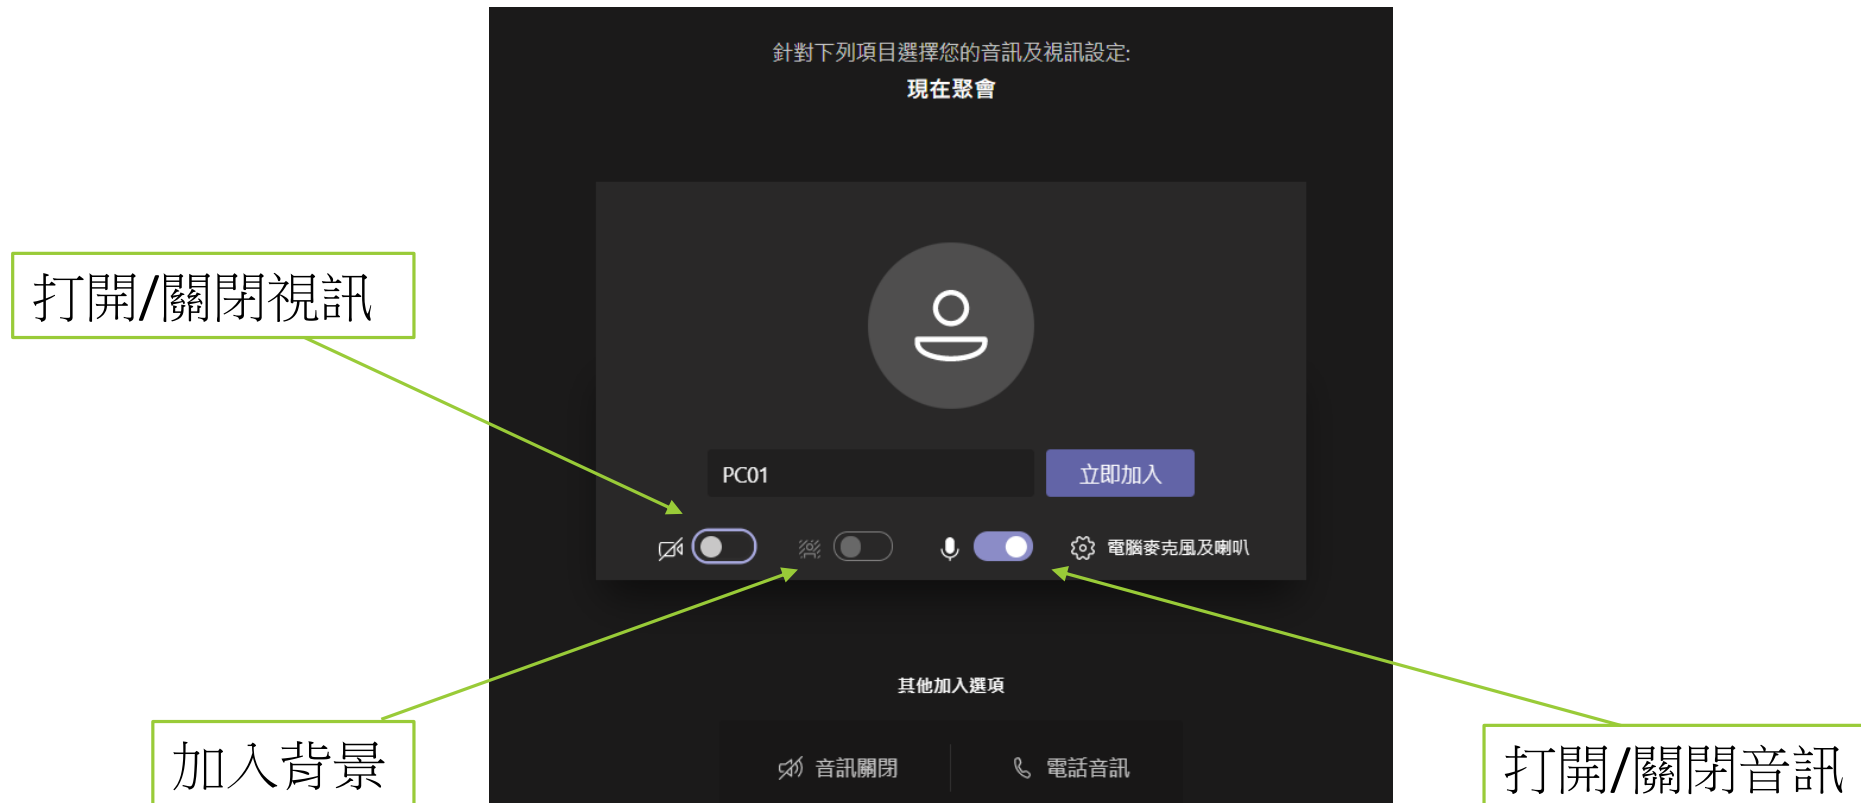 針對下列項目選擇您的音訊及視訊設定:
現在聚會
打開/關閉視訊
PC01
立即加入
電腦麥克風及喇叭
其他加入選項
加入背景
音訊關閉
電話音訊
打開/關閉音訊